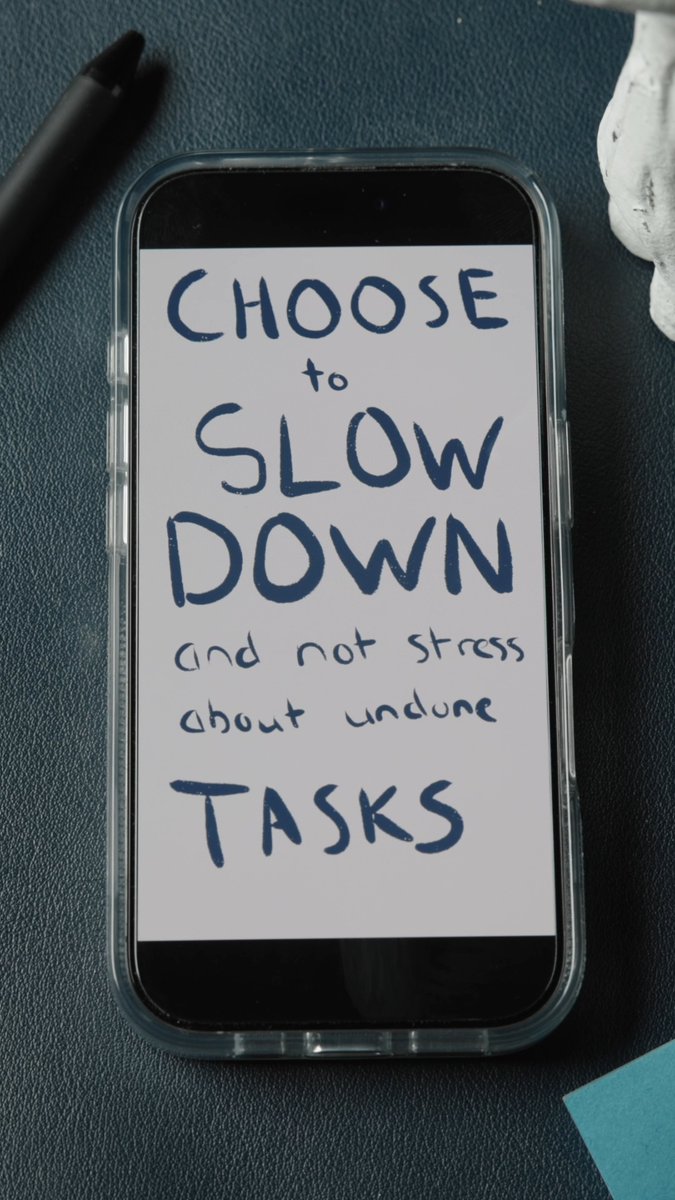 CHOOSE
to
SLOW
DOWN
and not stress
about undone
TASKS